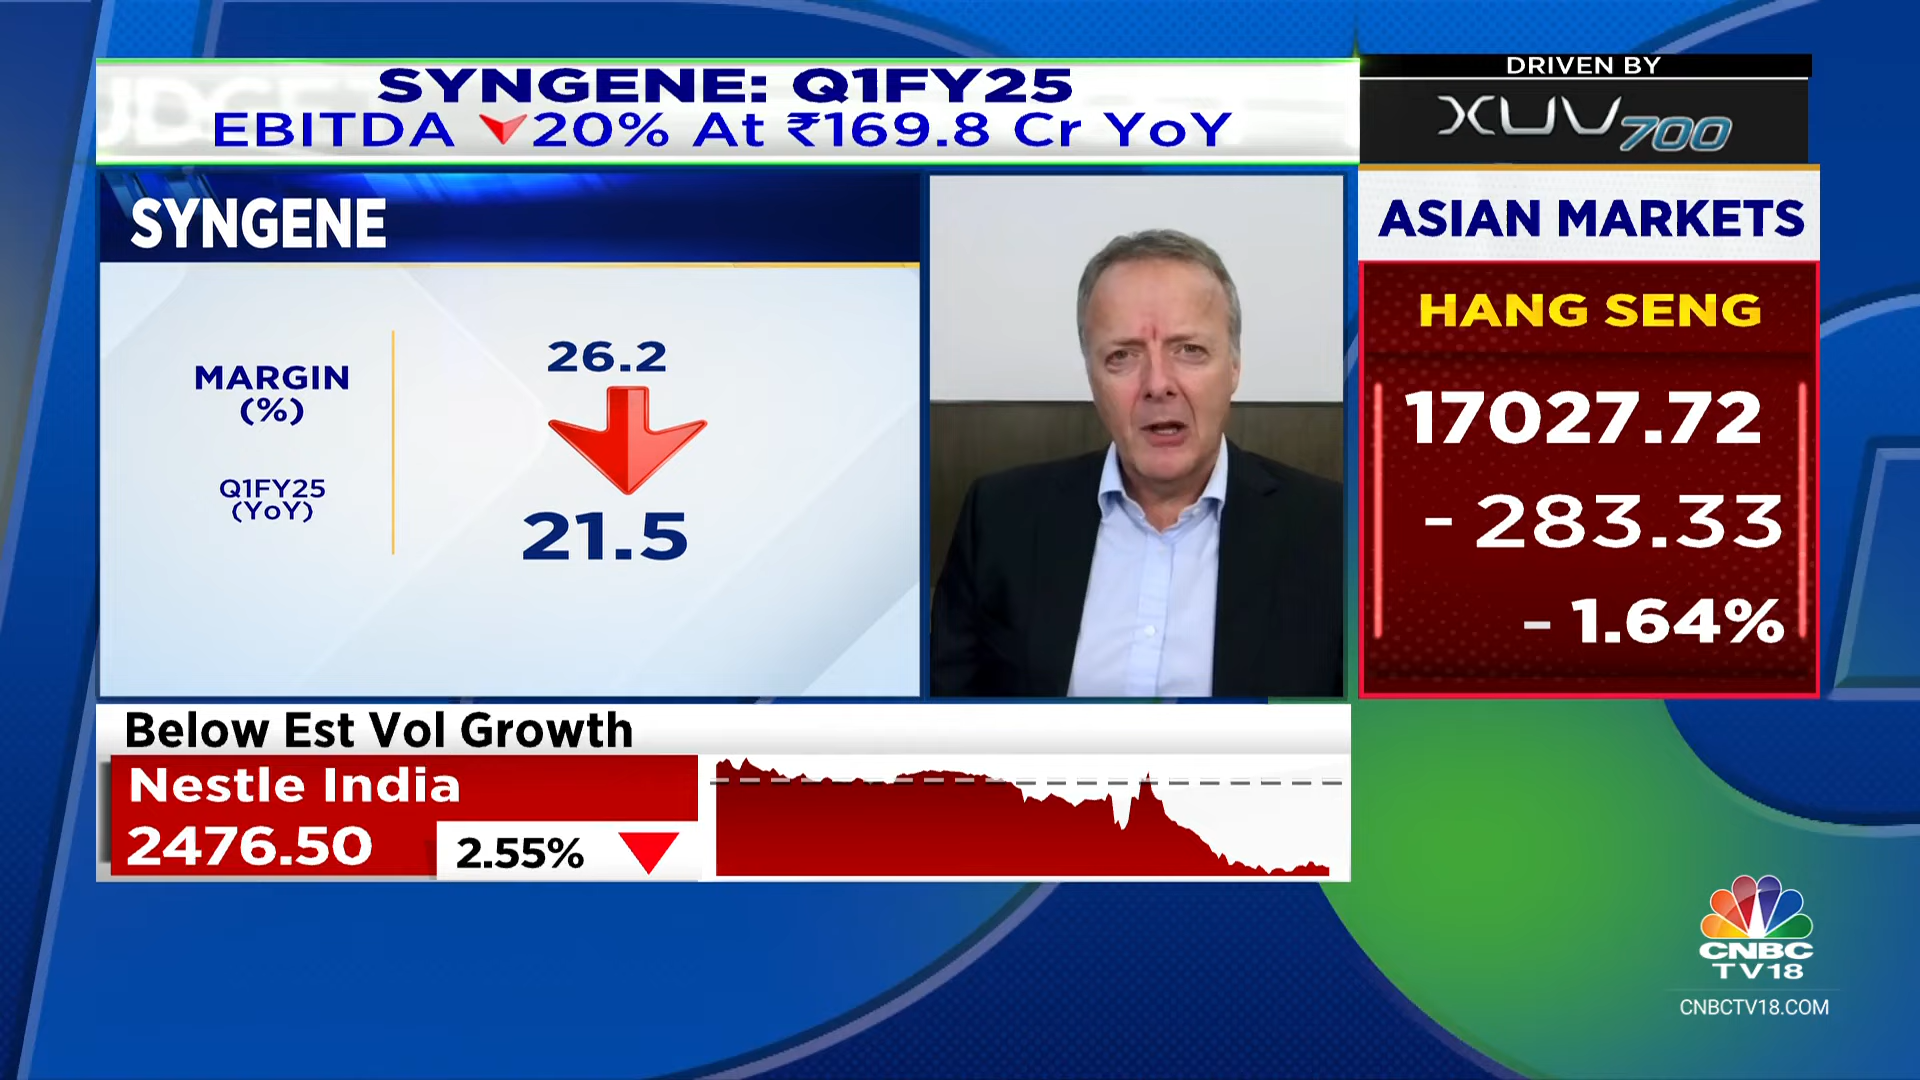 SYNGENE: Q1FY25
EBITDA 20% At ₹169.8 Cr YoY
DRIVEN BY
XUV700
SYNGENE
MARGIN
(%)
Q1FY25
(YoY)
26.2
21.5
ASIAN MARKETS
HANG SENG
17027.72
- 283.33
- 1.64%
Below Est Vol Growth
Nestle India
2476.50
2.55%
CNBC
TV18
CNBCTV18.COM